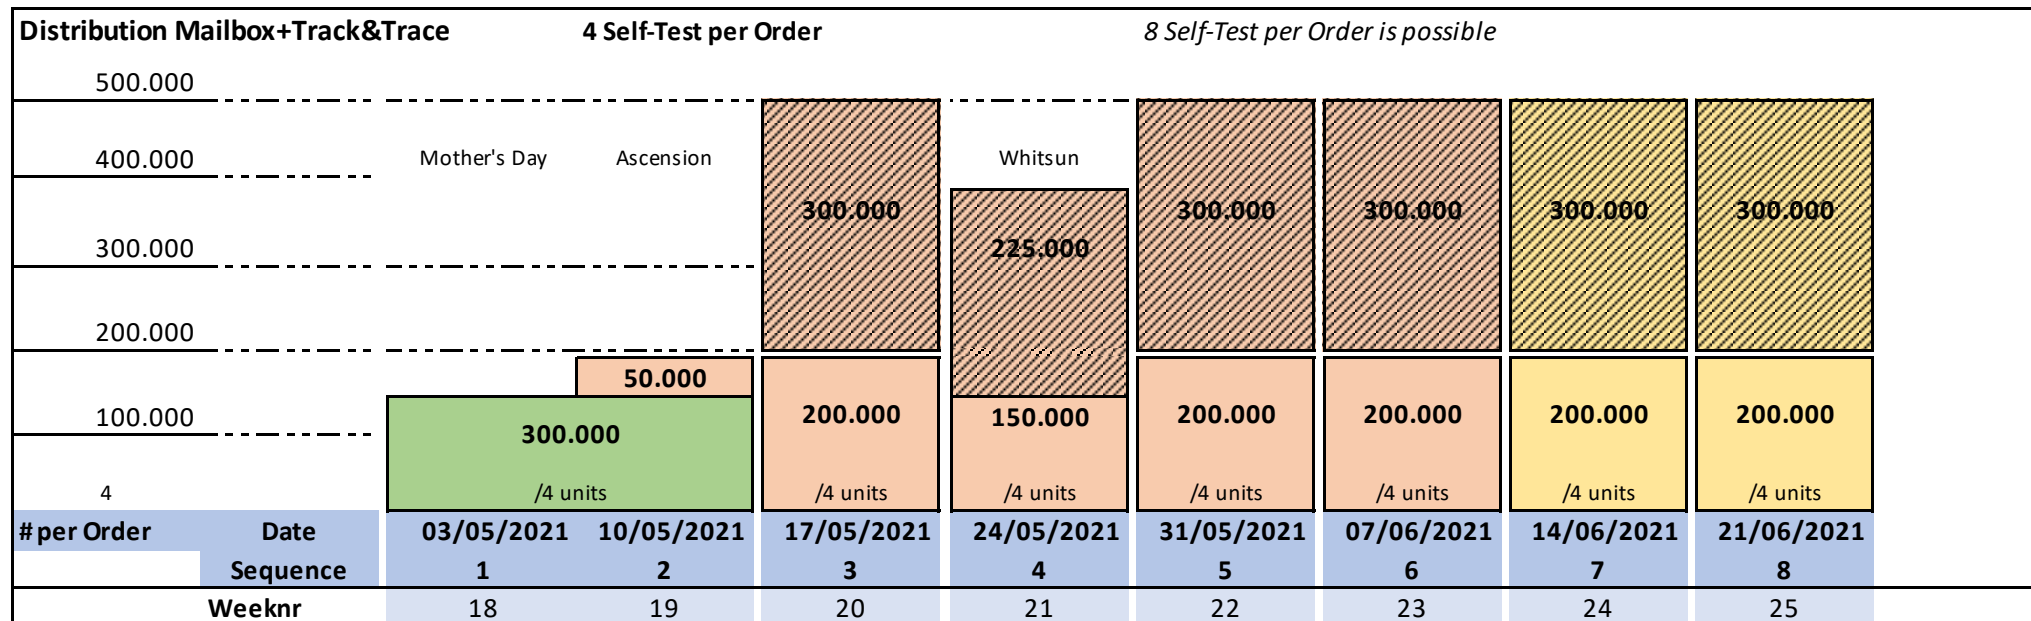 Distribution Mailbox+Track&Trace 4 Self-Test per Order 8 Self-Test per Order is possible
500.000
400.000 Mother's Day Ascension Whitsun
300.000 300.000 300.000 300.000 300.000
300.000 225.000
200.000
50.000
100.000 200.000 150.000 200.000 200.000 200.000 200.000
300.000
4 /4 units /4 units /4 units /4 units /4 units /4 units /4 units
# per Order Date 03/05/2021 10/05/2021 17/05/2021 24/05/2021 31/05/2021 07/06/2021 14/06/2021 21/06/2021
Sequence 1 2 3 4 5 6 7 8
Weeknr 18 19 20 21 22 23 24 25